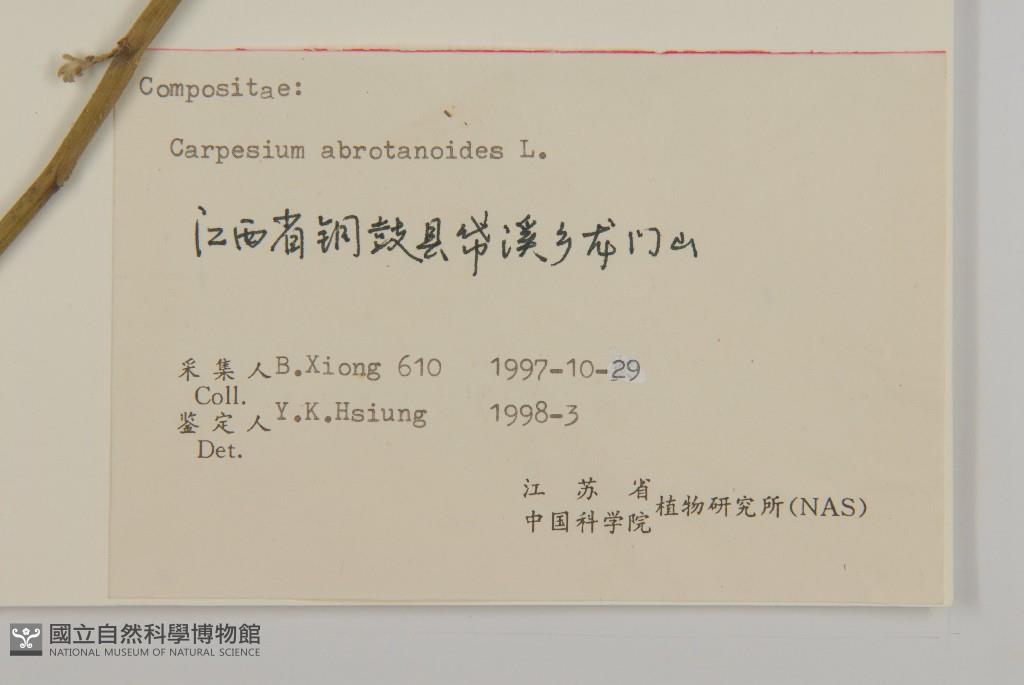 Compositae:
Carpesium abrotanoides L.
江西省铜鼓县带溪乡龙门山
采集人 B.Xiong 610 1997-10-29
Coll.
鉴定人 Y.K.Hsiung 1998-3
Det.
江苏省
中国科学院 植物研究所(NAS)
國立自然科學博物館
NATIONAL MUSEUM OF NATURAL SCIENCE